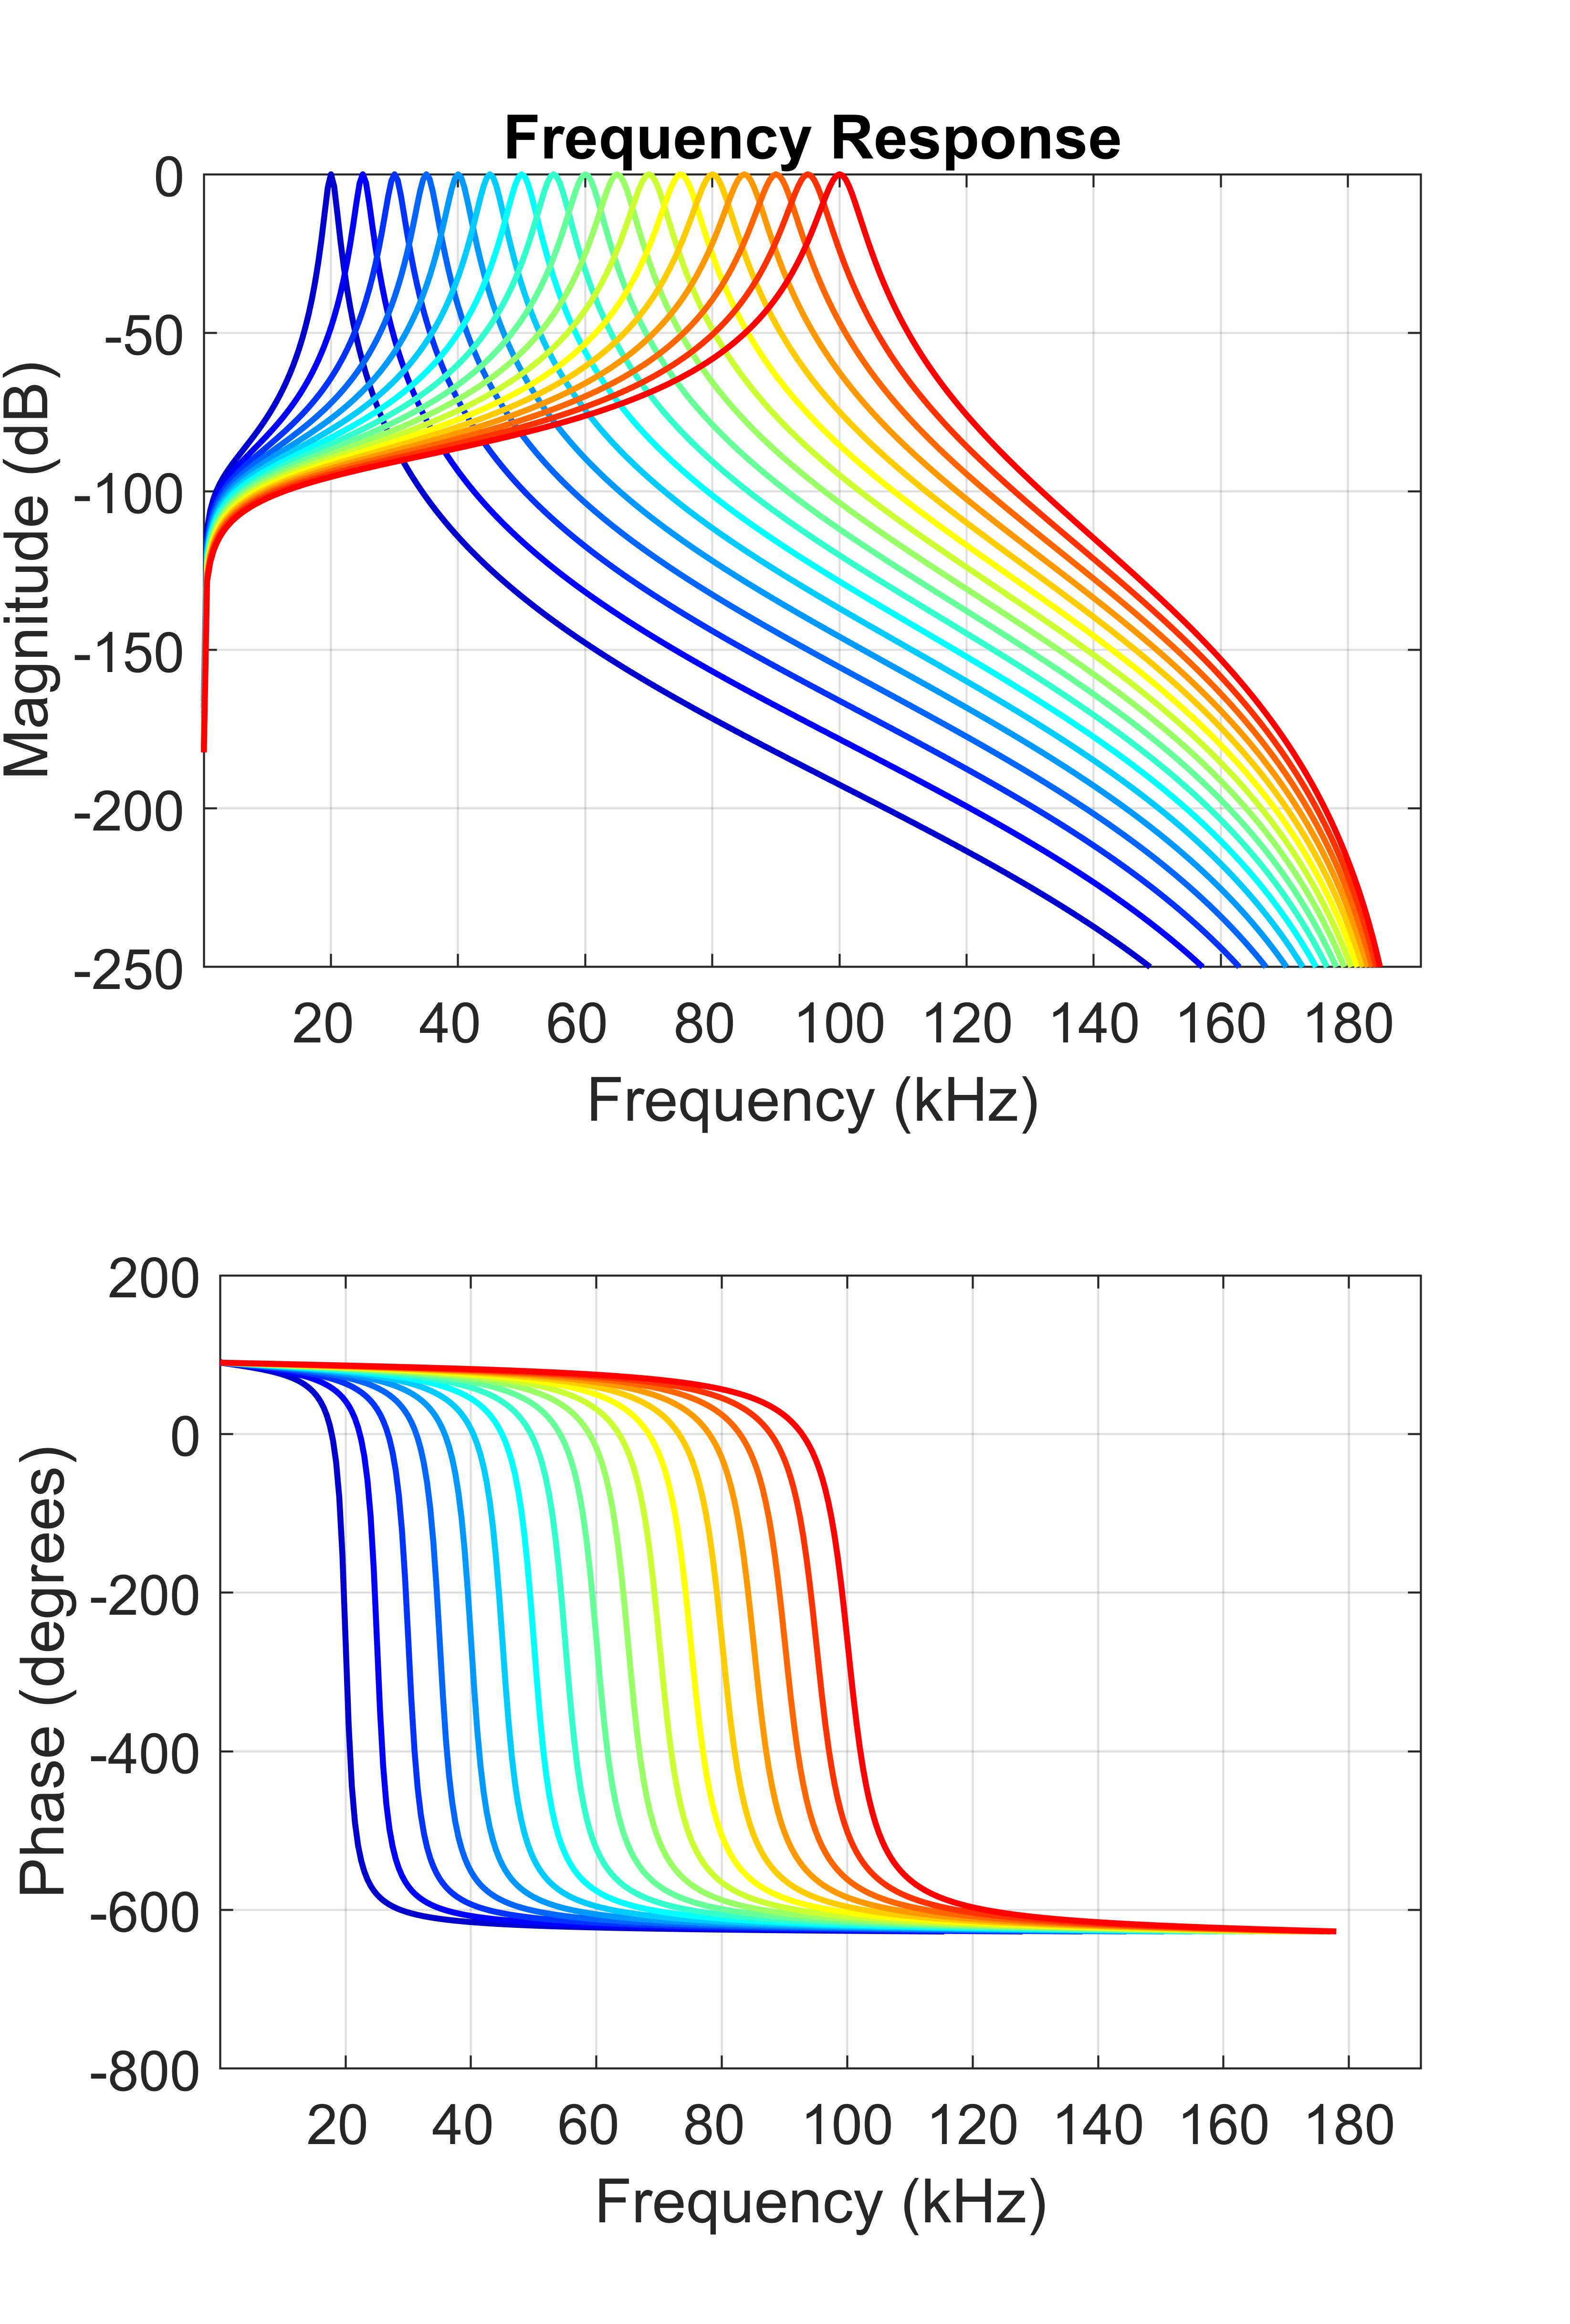 Frequency Response
0
-50
-100
-150
-200
-250
Magnitude (dB)
20 40 60 80 100 120 140 160 180
Frequency (kHz)
200
0
-200
-400
-600
-800
Phase (degrees)
20 40 60 80 100 120 140 160 180
Frequency (kHz)